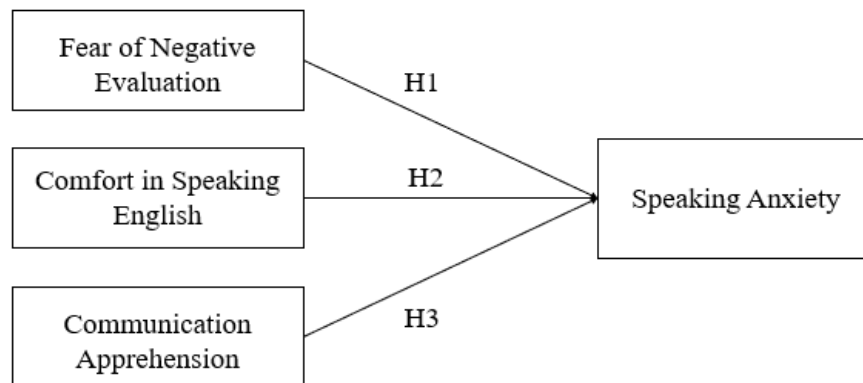 Fear of Negative
Evaluation
H1
Comfort in Speaking
English
H2
Speaking Anxiety
Communication
Apprehension
H3